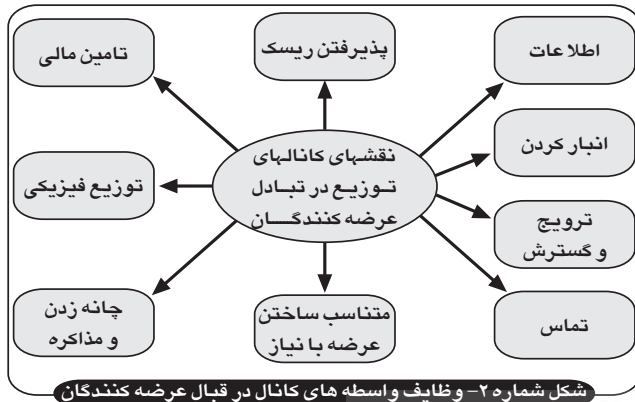 اطلاعات
پذیرفتن ریسک
تامین مالی
انبار کردن
نقشهای کانالهای
توزیع در تبادل
عرضه کنندگان
توزیع فیزیکی
ترویج
و گسترش
تماس
متناسب ساختن
عرضه با نیاز
چانه زدن
و مذاکره
شکل شماره ۲- وظایف واسطه های کانال در قبال عرضه کنندگان